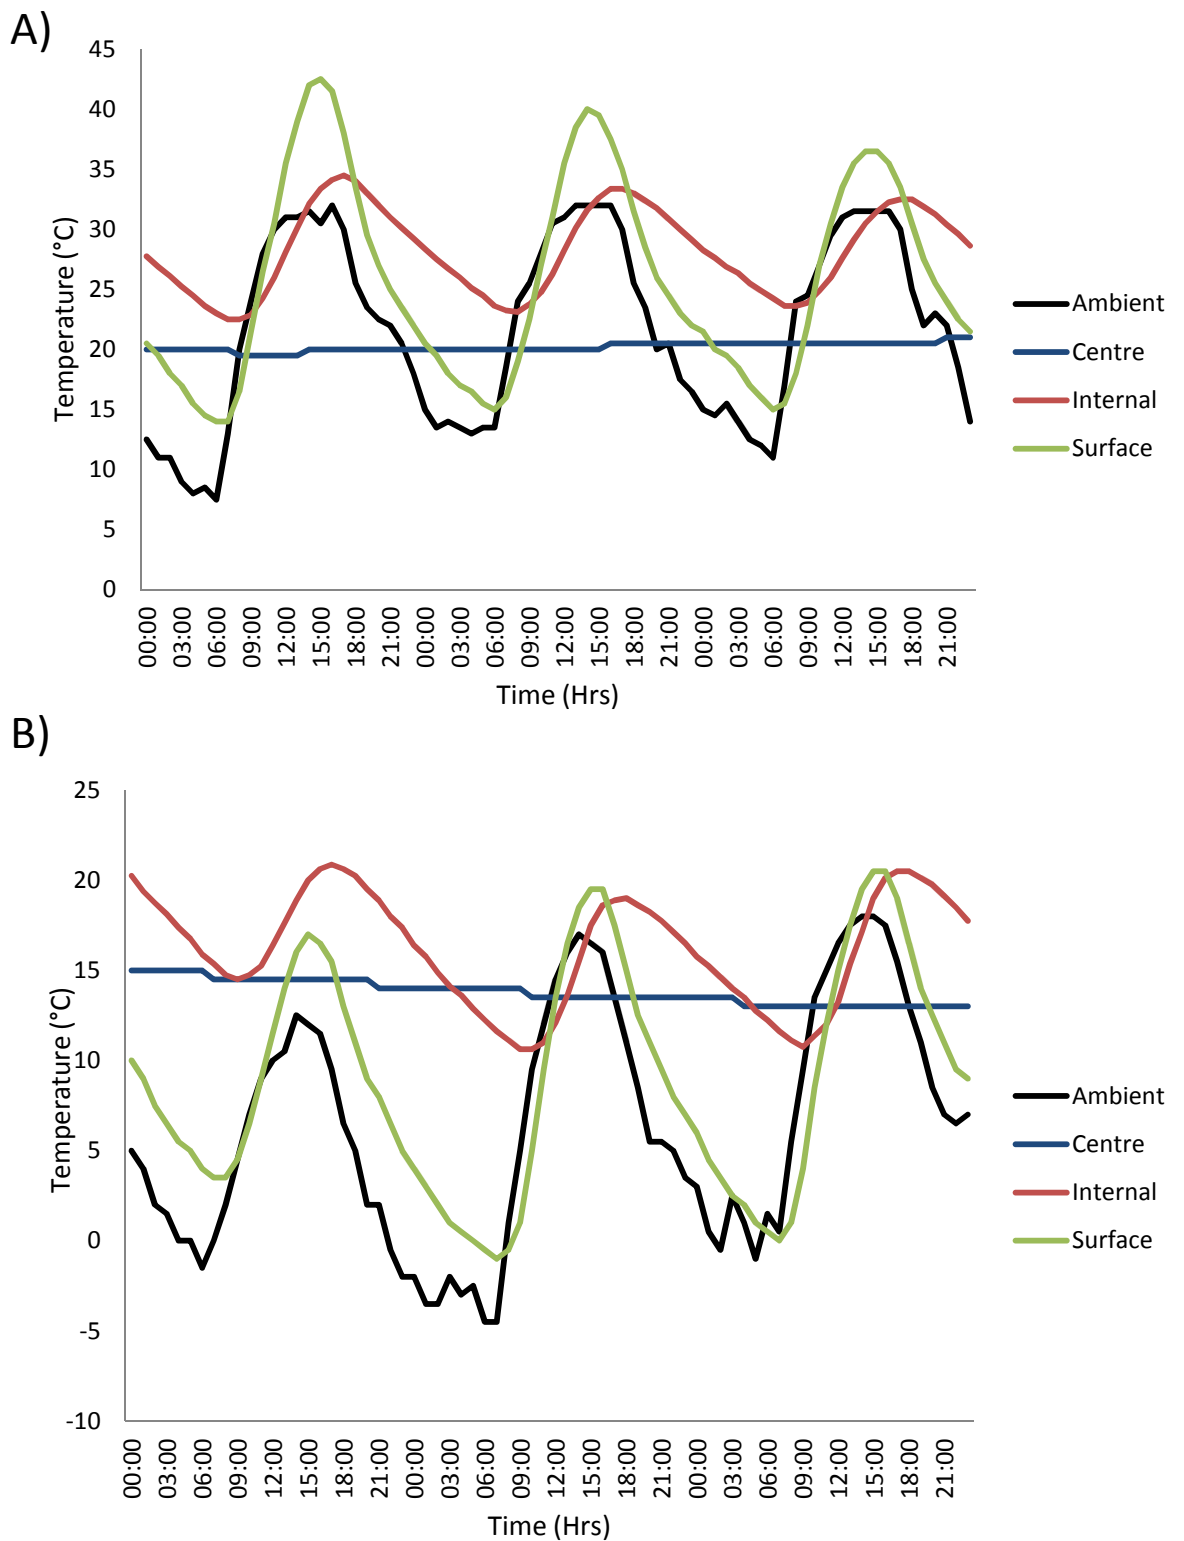 A)
45
40
35
30
25
20
15
10
5
0
Temperature (°C)
00:00 03:00 06:00 09:00 12:00 15:00 18:00 21:00 00:00 03:00 06:00 09:00 12:00 15:00 18:00 21:00 00:00 03:00 06:00 09:00 12:00 15:00 18:00 21:00
Time (Hrs)
Ambient
Centre
Internal
Surface
B)
25
20
15
10
5
0
-5
-10
Temperature (°C)
00:00 03:00 06:00 09:00 12:00 15:00 18:00 21:00 00:00 03:00 06:00 09:00 12:00 15:00 18:00 21:00 00:00 03:00 06:00 09:00 12:00 15:00 18:00 21:00
Time (Hrs)
Ambient
Centre
Internal
Surface